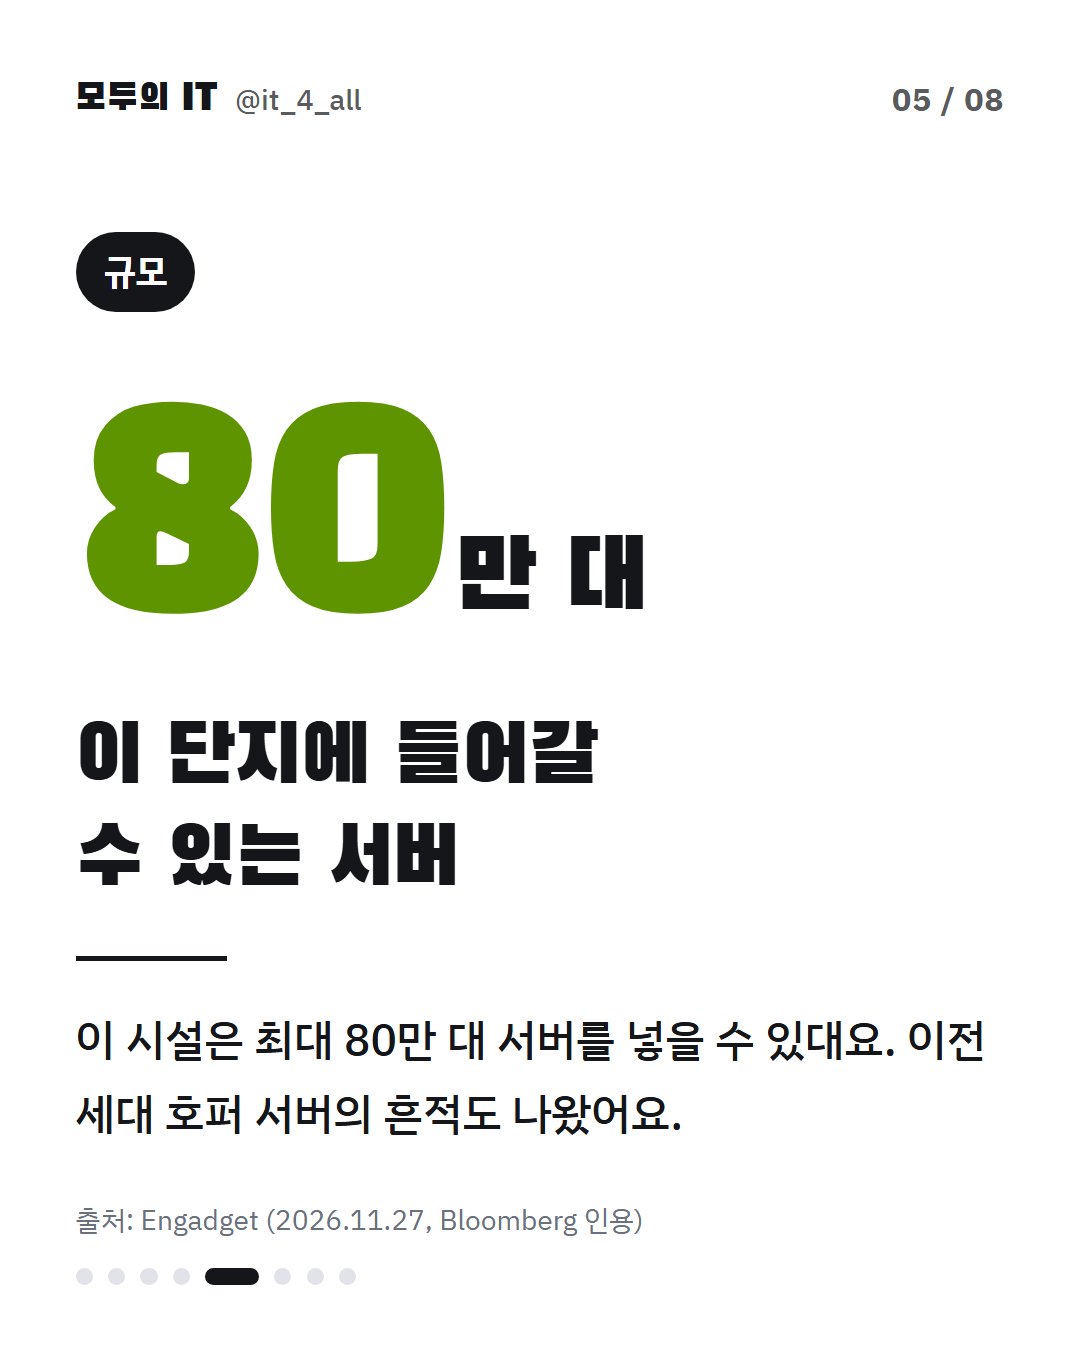 모두의 IT @it_4_all
05 / 08
규모
80만 대
이 단지에 들어갈
수 있는 서버
이 시설은 최대 80만 대 서버를 넣을 수 있대요. 이전
세대 호퍼 서버의 흔적도 나왔어요.
출처: Engadget (2026.11.27, Bloomberg 인용)